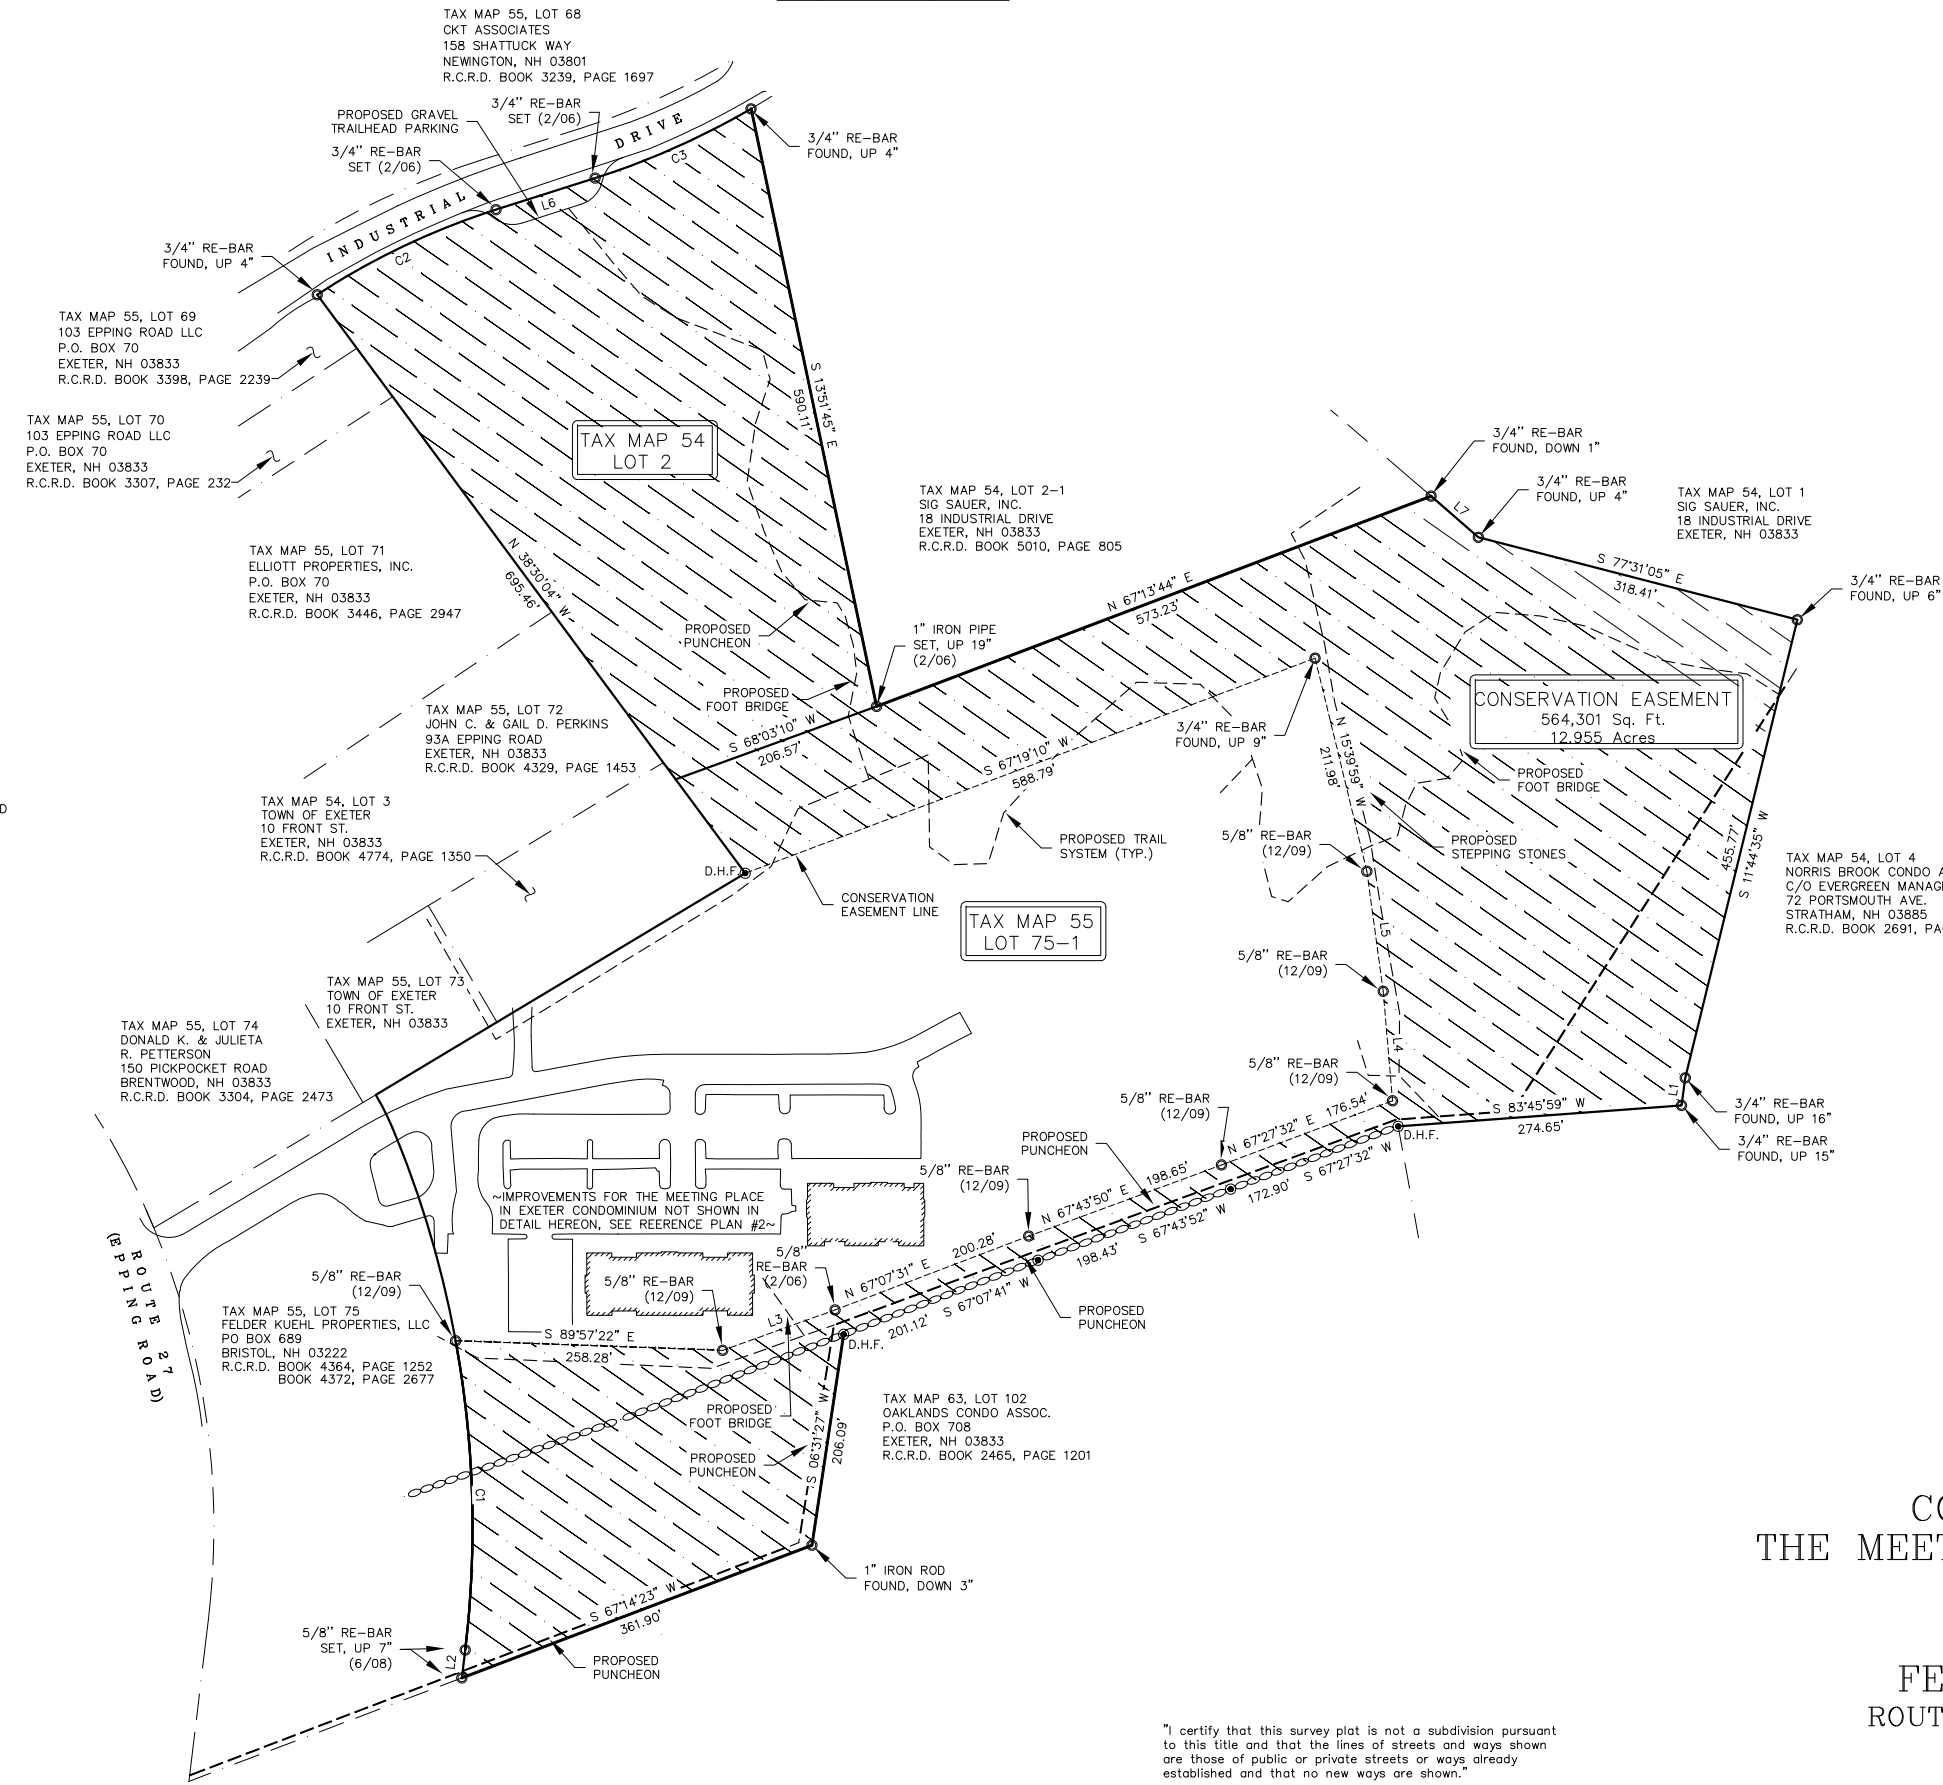 TAX MAP 55, LOT 68
CKT ASSOCIATES
158 SHATTUCK WAY
NEWINGTON, NH 03801
R.C.R.D. BOOK 3239, PAGE 1697
3/4" RE-BAR
SET (2/06)
PROPOSED GRAVEL
TRAILHEAD PARKING
3/4" RE-BAR
SET (2/06)
INDUSTRIAL DRIVE
C3
L6
C2
3/4" RE-BAR
FOUND, UP 4"
3/4" RE-BAR
FOUND, UP 4"
TAX MAP 55, LOT 69
103 EPPING ROAD LLC
P.O. BOX 70
EXETER, NH 03833
R.C.R.D. BOOK 3398, PAGE 2239
TAX MAP 55, LOT 70
103 EPPING ROAD LLC
P.O. BOX 70
EXETER, NH 03833
R.C.R.D. BOOK 3307, PAGE 232
S 13°51'45" E
590.11'
TAX MAP 54
LOT 2
3/4" RE-BAR
FOUND, DOWN 1"
3/4" RE-BAR
FOUND, UP 4"
L7
TAX MAP 54, LOT 2-1
SIG SAUER, INC.
18 INDUSTRIAL DRIVE
EXETER, NH 03833
R.C.R.D. BOOK 5010, PAGE 805
TAX MAP 54, LOT 1
SIG SAUER, INC.
18 INDUSTRIAL DRIVE
EXETER, NH 03833
TAX MAP 55, LOT 71
ELLIOTT PROPERTIES, INC.
P.O. BOX 70
EXETER, NH 03833
R.C.R.D. BOOK 3446, PAGE 2947
N 38°30'04" W
695.46'
S 77°31'05" E
318.41'
3/4" RE-BAR
FOUND, UP 6"
N 67°13'44" E
573.23'
PROPOSED
PUNCHEON
1" IRON PIPE
SET, UP 19"
(2/06)
PROPOSED
FOOT BRIDGE
CONSERVATION EASEMENT
564,301 Sq. Ft.
12.955 Acres
TAX MAP 55, LOT 72
JOHN C. & GAIL D. PERKINS
93A EPPING ROAD
EXETER, NH 03833
R.C.R.D. BOOK 4329, PAGE 1453
S 68°03'10" W
206.57'
3/4" RE-BAR
FOUND, UP 9"
S 67°19'10" W
588.79'
N 15°39'59" W
211.98'
PROPOSED
FOOT BRIDGE
D
TAX MAP 54, LOT 3
TOWN OF EXETER
10 FRONT ST.
EXETER, NH 03833
R.C.R.D. BOOK 4774, PAGE 1350
PROPOSED TRAIL
SYSTEM (TYP.)
5/8" RE-BAR
(12/09)
PROPOSED
STEPPING STONES
455.77'
S 11°44'35" W
TAX MAP 54, LOT 4
NORRIS BROOK CONDO A
C/O EVERGREEN MANAG
72 PORTSMOUTH AVE.
STRATHAM, NH 03885
R.C.R.D. BOOK 2691, PA
D.H.F.
CONSERVATION
EASEMENT LINE
TAX MAP 55
LOT 75-1
L5
5/8" RE-BAR
(12/09)
TAX MAP 55, LOT 73
TOWN OF EXETER
10 FRONT ST.
EXETER, NH 03833
TAX MAP 55, LOT 74
DONALD K. & JULIETA
R. PETTERSON
150 PICKPOCKET ROAD
BRENTWOOD, NH 03833
R.C.R.D. BOOK 3304, PAGE 2473
L4
5/8" RE-BAR
(12/09)
L1
5/8" RE-BAR
(12/09)
N 67°27'32" E 176.54'
S 83°45'59" W
274.65'
3/4" RE-BAR
FOUND, UP 16"
3/4" RE-BAR
FOUND, UP 15"
D.H.F.
PROPOSED
PUNCHEON
S 67°27'32" W
172.90'
5/8" RE-BAR
(12/09)
N 67°43'50" E 198.65'
S 67°43'52" W
198.43'
~IMPROVEMENTS FOR THE MEETING PLACE
IN EXETER CONDOMINIUM NOT SHOWN IN
DETAIL HEREON, SEE REERENCE PLAN #2~
ROUTE 27
(EPPING ROAD)
5/8" RE-BAR
(12/09)
5/8" RE-BAR
(12/09)
5/8"
RE-BAR
(2/06)
N 67°07'31" E 200.28'
S 67°07'41" W
201.12'
PROPOSED
PUNCHEON
TAX MAP 55, LOT 75
FELDER KUEHL PROPERTIES, LLC
PO BOX 689
BRISTOL, NH 03222
R.C.R.D. BOOK 4364, PAGE 1252
BOOK 4372, PAGE 2677
S 89°57'22" E
258.28'
L3
D.H.F.
PROPOSED
FOOT BRIDGE
TAX MAP 63, LOT 102
OAKLANDS CONDO ASSOC.
P.O. BOX 708
EXETER, NH 03833
R.C.R.D. BOOK 2465, PAGE 1201
PROPOSED
PUNCHEON
S 06°31'27" W
206.09'
C1
CO
THE MEET
1" IRON ROD
FOUND, DOWN 3"
S 67°14'23" W
361.90'
5/8" RE-BAR
SET, UP 7"
(6/08)
L2
PROPOSED
PUNCHEON
FE
ROUT
"I certify that this survey plat is not a subdivision pursuant
to this title and that the lines of streets and ways shown
are those of public or private streets or ways already
established and that no new ways are shown."